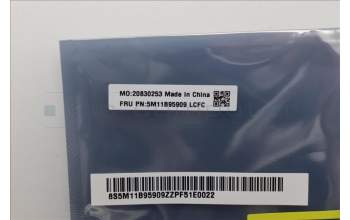 MO:20830253 Made in China
FRU PN:5M11B95909 LCFC
8S5M11B95909ZZPF51E0022